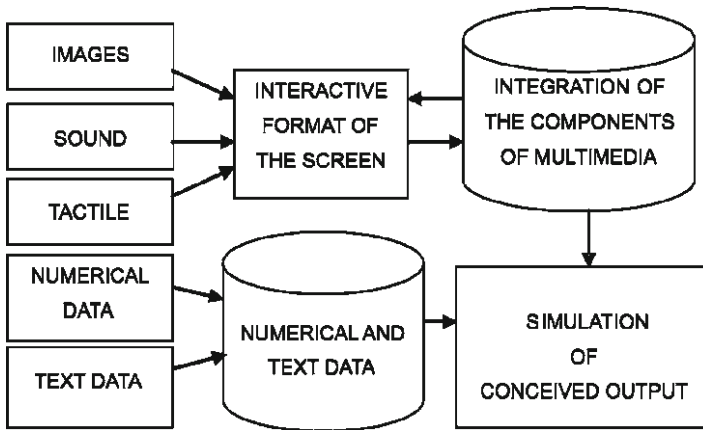 IMAGES
SOUND
TACTILE
NUMERICAL
DATA
TEXT DATA
INTERACTIVE
FORMAT OF
THE SCREEN
INTEGRATION OF
THE COMPONENTS
OF MULTIMEDIA
NUMERICAL AND
TEXT DATA
SIMULATION
OF
CONCEIVED OUTPUT